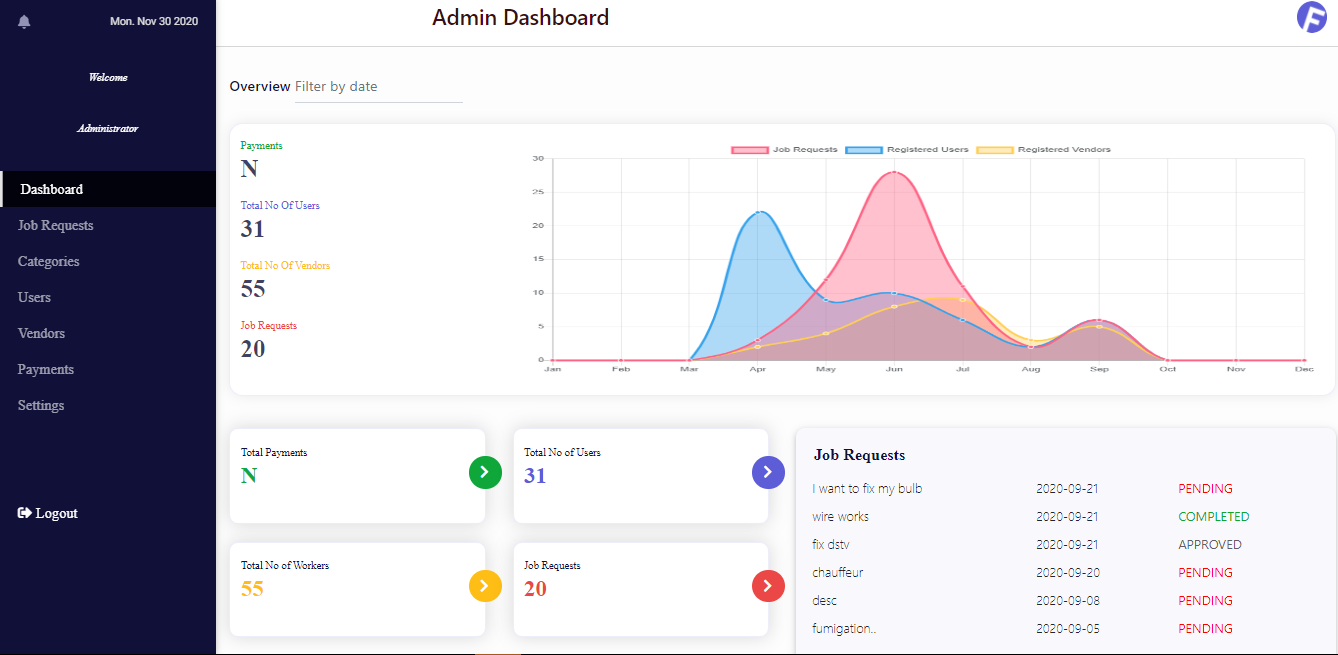 Mon. Nov 30 2020
Admin Dashboard
F
Welcome
Administrator
Dashboard
Job Requests
Categories
Users
Vendors
Payments
Settings
Logout
Overview Filter by date
Payments
N
Total No Of Users
31
Total No Of Vendors
55
Job Requests
20
Job Requests Registered Users Registered Vendors
30
25
20
15
10
5
0
Jan Feb Mar Apr May Jun Jul Aug Sep Oct Nov Dec
Total Payments
N
Total No of Users
31
Total No of Workers
55
Job Requests
20
Job Requests
I want to fix my bulb 2020-09-21 PENDING
wire works 2020-09-21 COMPLETED
fix dstv 2020-09-21 APPROVED
chauffeur 2020-09-20 PENDING
desc 2020-09-08 PENDING
fumigation.. 2020-09-05 PENDING